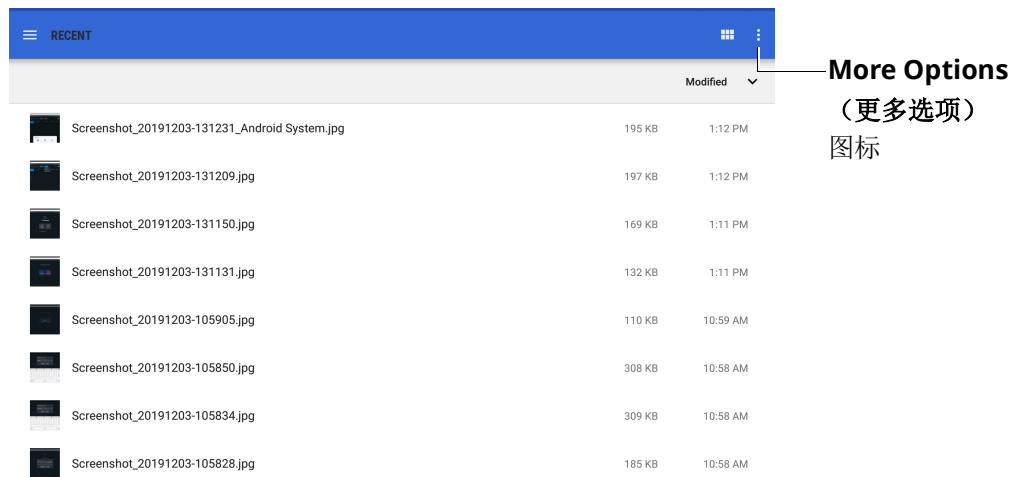 RECENT
Modified
Screenshot_20191203-131231_Android System.jpg 195 KB 1:12 PM
Screenshot_20191203-131209.jpg 197 KB 1:12 PM
Screenshot_20191203-131150.jpg 169 KB 1:11 PM
Screenshot_20191203-131131.jpg 132 KB 1:11 PM
Screenshot_20191203-105905.jpg 110 KB 10:59 AM
Screenshot_20191203-105850.jpg 308 KB 10:58 AM
Screenshot_20191203-105834.jpg 309 KB 10:58 AM
Screenshot_20191203-105828.jpg 185 KB 10:58 AM
More Options
（更多选项）
图标